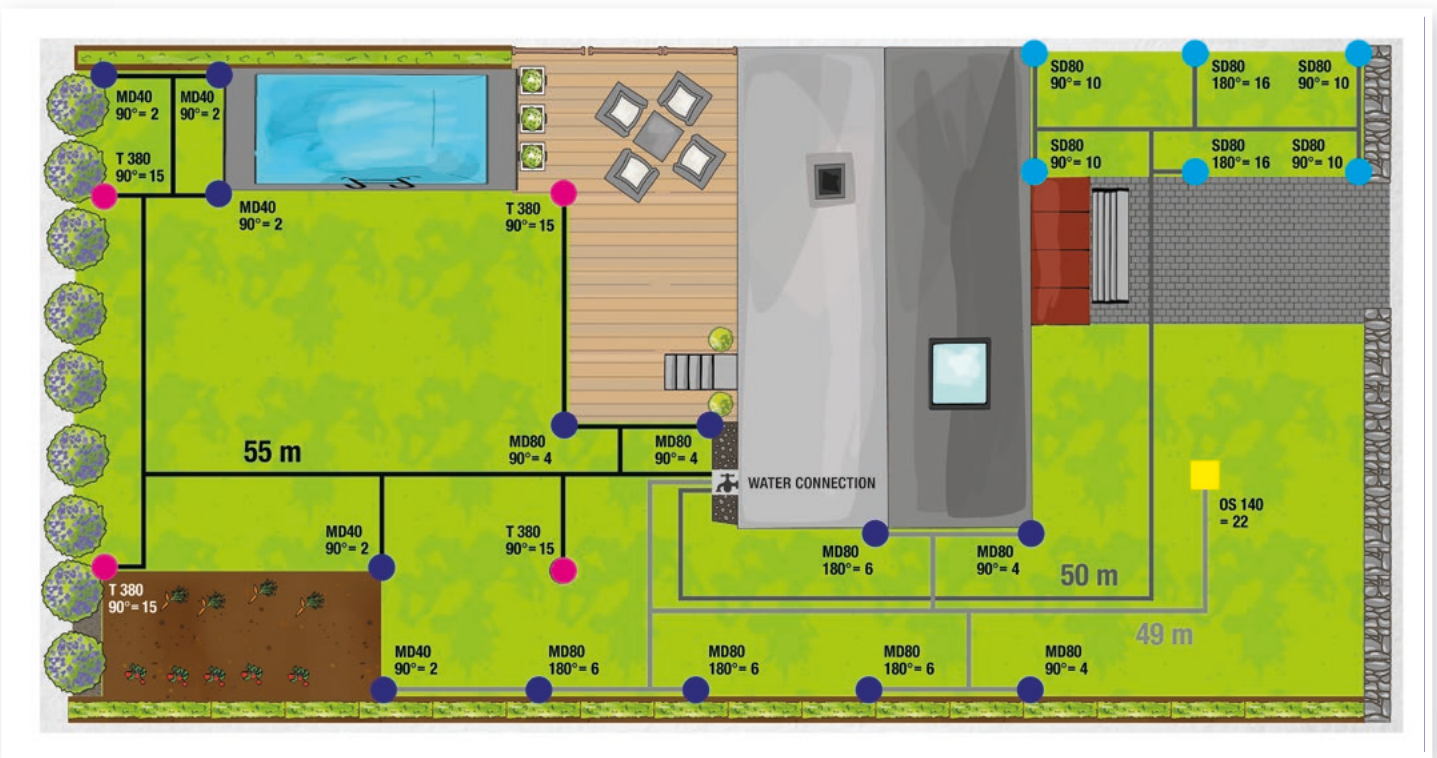 SD80
90°= 10
SD80
180°= 16
SD80
90°= 10
MD40
90°= 2
MD40
90°= 2
SD80
90°= 10
SD80
180°= 16
SD80
90°= 10
T 380
90°= 15
MD40
90°= 2
T 380
90°= 15
MD80
90°= 4
MD80
90°= 4
55 m
WATER CONNECTION
OS 140
= 22
MD40
90°= 2
T 380
90°= 15
MD80
180°= 6
MD80
90°= 4
50 m
T 380
90°= 15
49 m
MD40
90°= 2
MD80
180°= 6
MD80
180°= 6
MD80
180°= 6
MD80
90°= 4